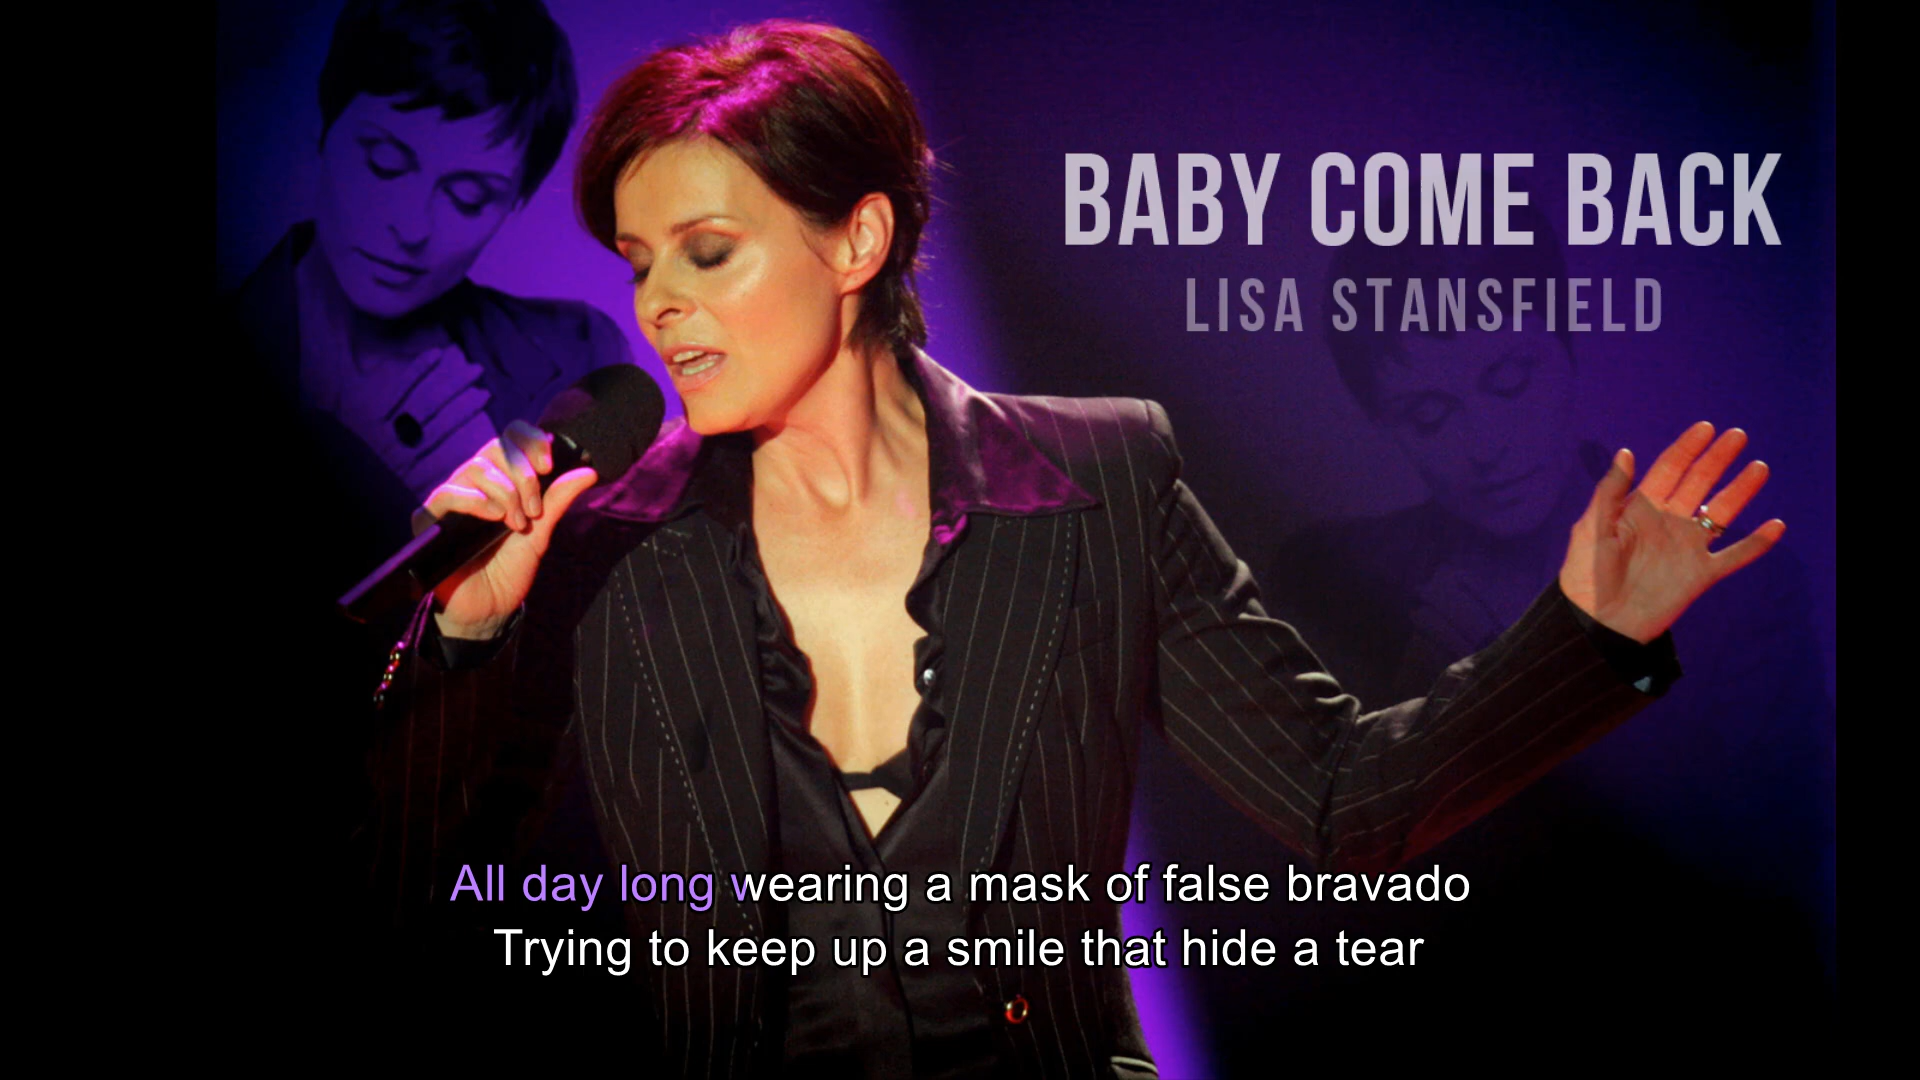 BABY COME BACK
LISA STANSFIELD
All day long wearing a mask of false bravado
Trying to keep up a smile that hide a tear